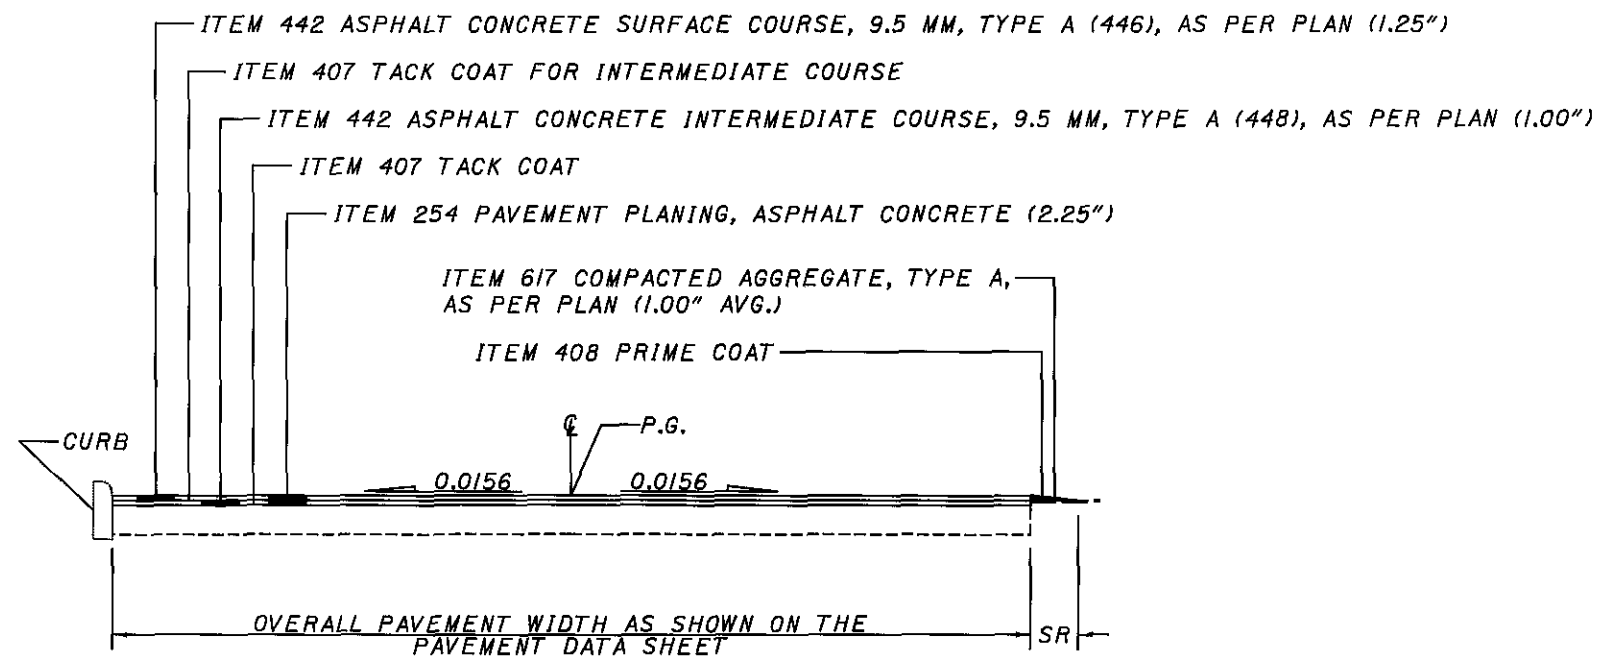 ITEM 442 ASPHALT CONCRETE SURFACE COURSE, 9.5 MM, TYPE A (446), AS PER PLAN (1.25")
ITEM 407 TACK COAT FOR INTERMEDIATE COURSE
ITEM 442 ASPHALT CONCRETE INTERMEDIATE COURSE, 9.5 MM, TYPE A (448), AS PER PLAN (1.00")
ITEM 407 TACK COAT
ITEM 254 PAVEMENT PLANING, ASPHALT CONCRETE (2.25")
ITEM 617 COMPACTED AGGREGATE, TYPE A,
AS PER PLAN (1.00" AVG.)
ITEM 408 PRIME COAT
℄ P.G.
CURB
0.0156 0.0156
OVERALL PAVEMENT WIDTH AS SHOWN ON THE
PAVEMENT DATA SHEET
SR